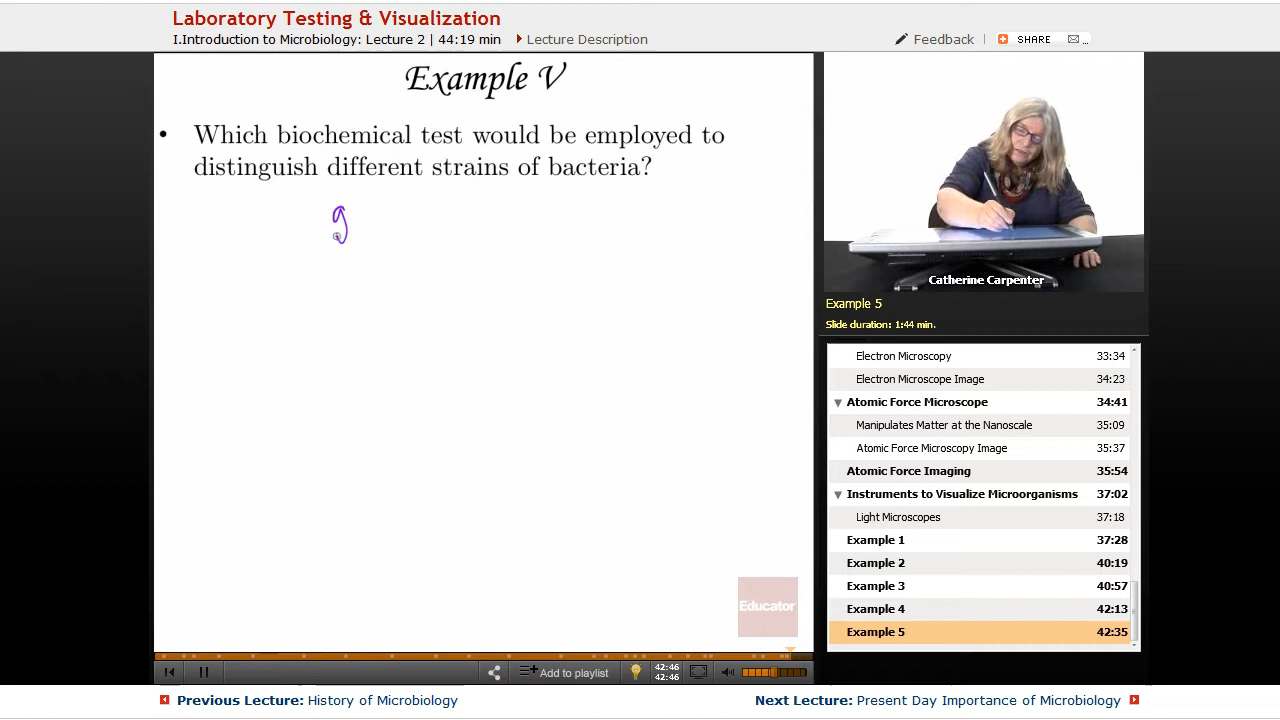 Laboratory Testing & Visualization
I.Introduction to Microbiology: Lecture 2 | 44:19 min
Lecture Description
Feedback
SHARE
...
Example V
• Which biochemical test would be employed to
distinguish different strains of bacteria?
g
Educator
Catherine Carpenter
Example 5
Slide duration: 1:44 min.
Electron Microscopy 33:34
Electron Microscope Image 34:23
Atomic Force Microscope 34:41
Manipulates Matter at the Nanoscale 35:09
Atomic Force Microscopy Image 35:37
Atomic Force Imaging 35:54
Instruments to Visualize Microorganisms 37:02
Light Microscopes 37:18
Example 1 37:28
Example 2 40:19
Example 3 40:57
Example 4 42:13
Example 5 42:35
Add to playlist
42:46
42:46
Previous Lecture: History of Microbiology
Next Lecture: Present Day Importance of Microbiology